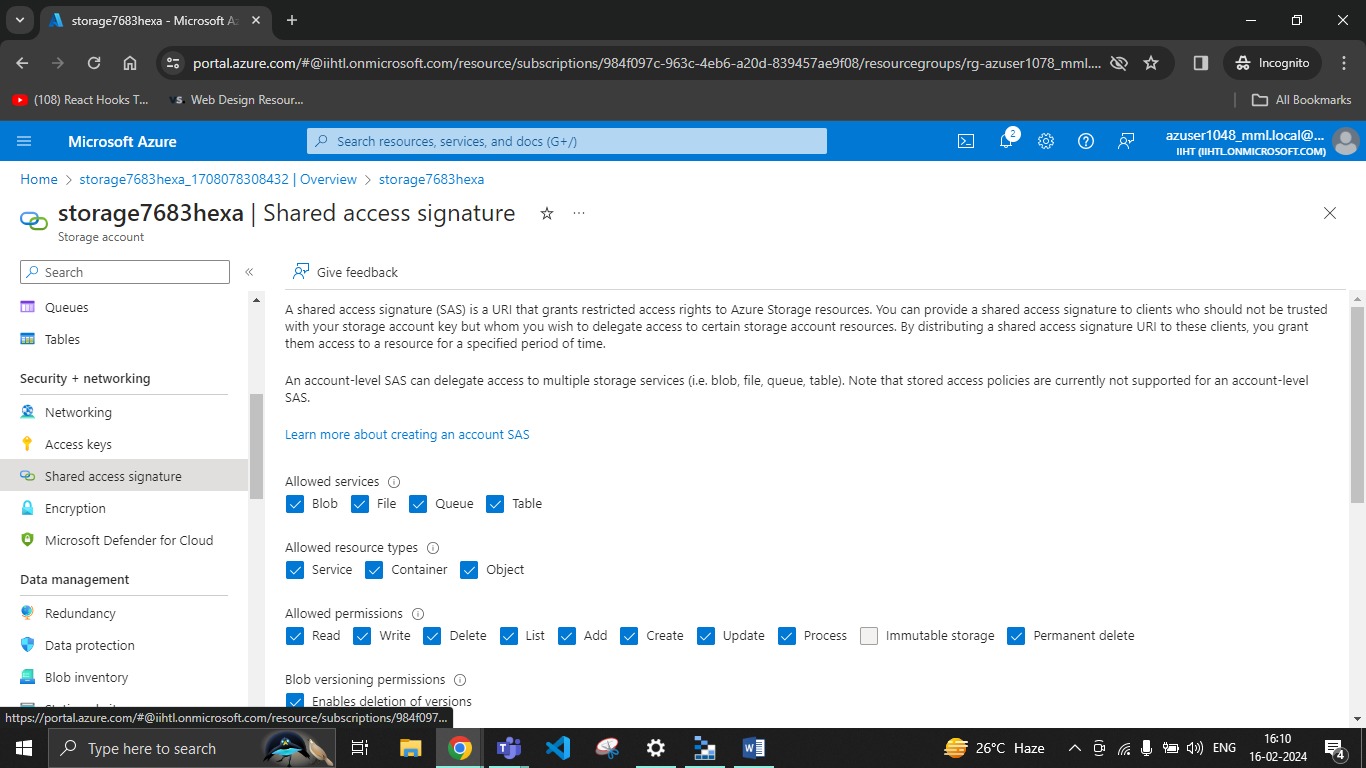 storage7683hexa - Microsoft Az
portal.azure.com/#@iihtl.onmicrosoft.com/resource/subscriptions/984f097c-963c-4eb6-a20d-839457ae9f08/resourcegroups/rg-azuser1078_mml....
Incognito
(108) React Hooks T...
VS.
Web Design Resour...
All Bookmarks
Microsoft Azure
Search resources, services, and docs (G+/)
2
azuser1048_mml.local@...
IIHT (IIHTL.ONMICROSOFT.COM)
Home > storage7683hexa_1708078308432 | Overview > storage7683hexa
storage7683hexa | Shared access signature
...
Storage account
Search
«
Give feedback
Queues
Tables
Security + networking
Networking
Access keys
Shared access signature
Encryption
Microsoft Defender for Cloud
Data management
Redundancy
Data protection
Blob inventory
A shared access signature (SAS) is a URI that grants restricted access rights to Azure Storage resources. You can provide a shared access signature to clients who should not be trusted
with your storage account key but whom you wish to delegate access to certain storage account resources. By distributing a shared access signature URI to these clients, you grant
them access to a resource for a specified period of time.
An account-level SAS can delegate access to multiple storage services (i.e. blob, file, queue, table). Note that stored access policies are currently not supported for an account-level
SAS.
Learn more about creating an account SAS
Allowed services
Blob File Queue Table
Allowed resource types
Service Container Object
Allowed permissions
Read Write Delete List Add Create Update Process Immutable storage Permanent delete
Blob versioning permissions
Enables deletion of versions
https://portal.azure.com/#@iihtl.onmicrosoft.com/resource/subscriptions/984f097...
Type here to search
26°C Haze
ENG
16:10
16-02-2024
4